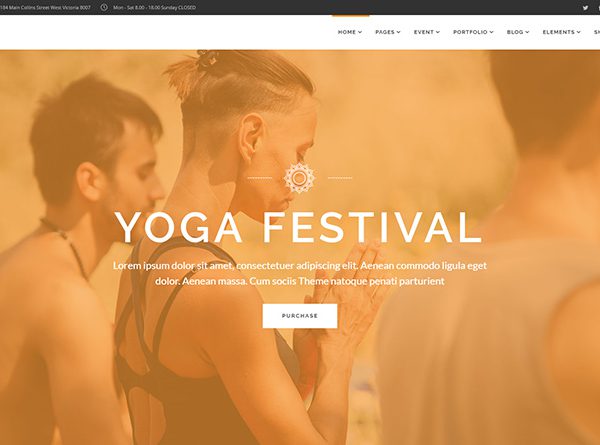 184 Main Collins Street West Victoria 8007 Mon - Sat 8.00 - 18.00 Sunday CLOSED
HOME PAGES EVENT PORTFOLIO BLOG ELEMENTS
YOGA FESTIVAL
Lorem ipsum dolor sit amet, consectetuer adipiscing elit. Aenean commodo ligula eget
dolor. Aenean massa. Cum sociis Theme natoque penati parturient
PURCHASE